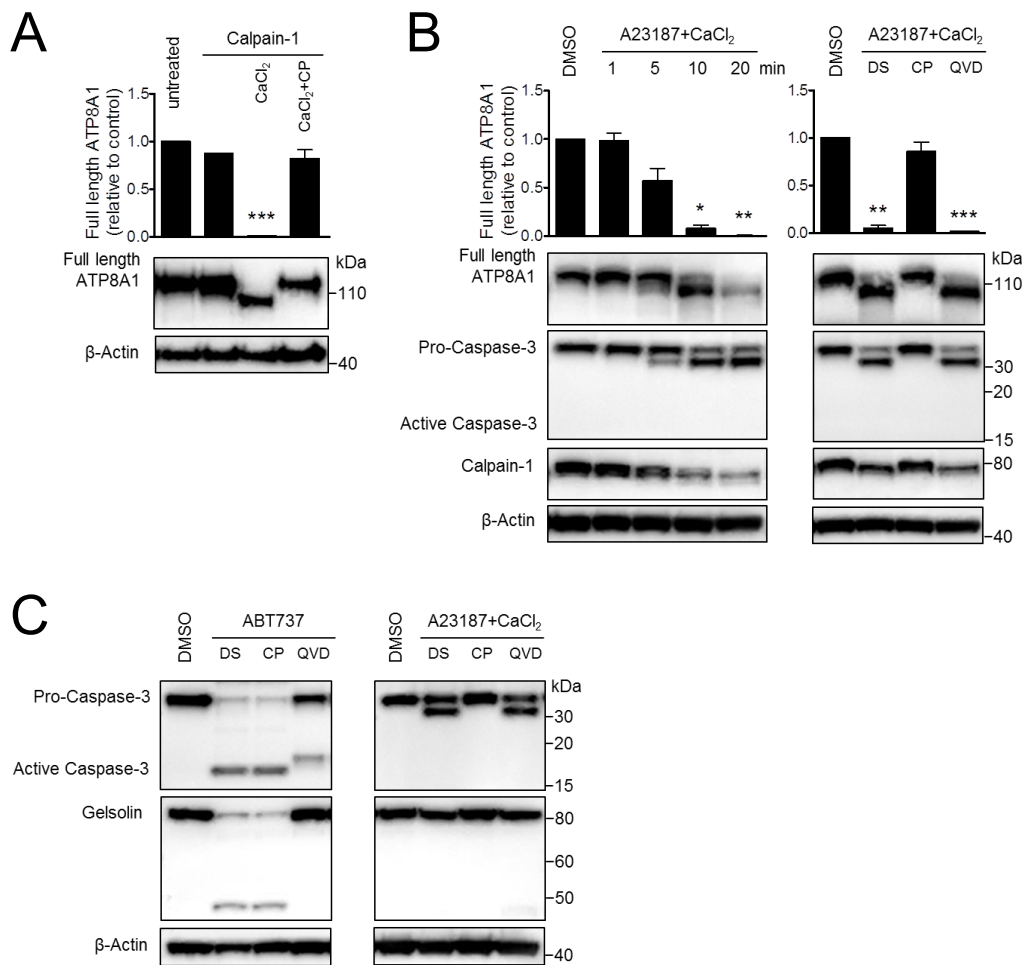 A
Calpain-1
untreated
CaCl₂
CaCl₂+CP
Full length ATP8A1
(relative to control)
1.5
1.0
0.5
0.0
***
Full length
ATP8A1
kDa
110
β-Actin
40
B
DMSO
A23187+CaCl₂
1 5 10 20 min
Full length ATP8A1
(relative to control)
1.5
1.0
0.5
0.0
* **
DMSO
A23187+CaCl₂
DS CP QVD
1.5
1.0
0.5
0.0
** ***
Full length
ATP8A1
kDa
110
Pro-Caspase-3
30
20
Active Caspase-3
15
Calpain-1
80
β-Actin
40
C
DMSO
ABT737
DS CP QVD
DMSO
A23187+CaCl₂
DS CP QVD
Pro-Caspase-3
kDa
30
20
Active Caspase-3
15
Gelsolin
80
60
50
β-Actin
40